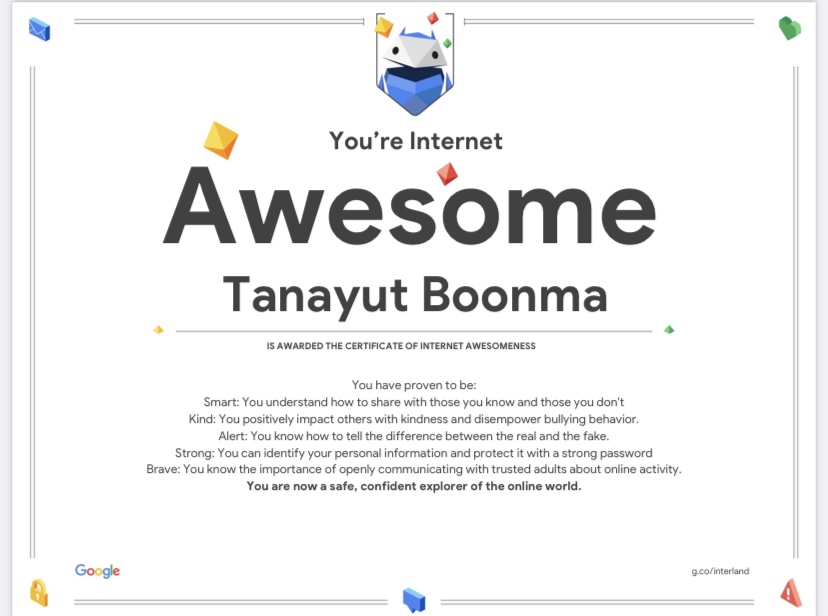 You're Internet
Awesome
Tanayut Boonma
IS AWARDED THE CERTIFICATE OF INTERNET AWESOMENESS
You have proven to be:
Smart: You understand how to share with those you know and those you don't
Kind: You positively impact others with kindness and disempower bullying behavior.
Alert: You know how to tell the difference between the real and the fake.
Strong: You can identify your personal information and protect it with a strong password
Brave: You know the importance of openly communicating with trusted adults about online activity.
You are now a safe, confident explorer of the online world.
Google
g.co/interland